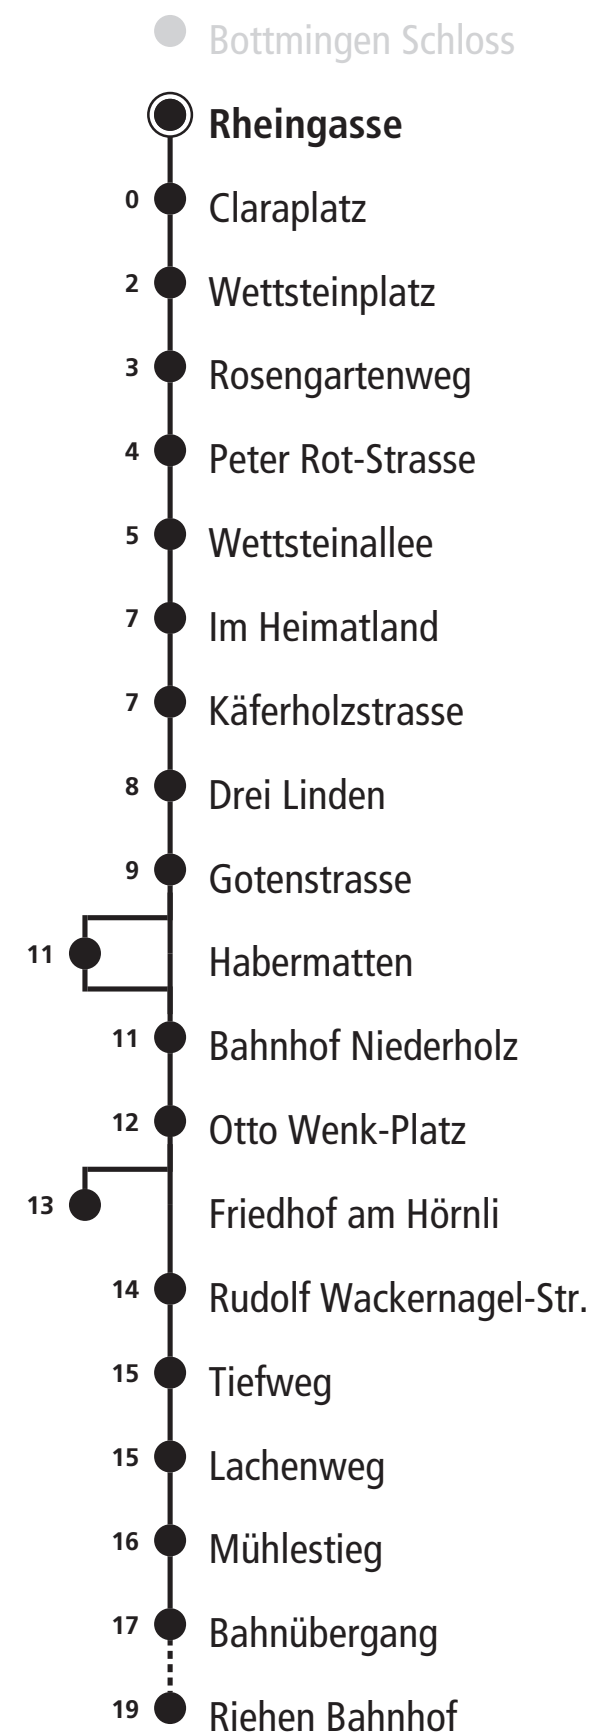 Bottmingen Schloss
Rheingasse
0 Claraplatz
2 Wettsteinplatz
3 Rosengartenweg
4 Peter Rot-Strasse
5 Wettsteinallee
7 Im Heimatland
7 Käferholzstrasse
8 Drei Linden
9 Gotenstrasse
11 Habermatten
11 Bahnhof Niederholz
12 Otto Wenk-Platz
13 Friedhof am Hörnli
14 Rudolf Wackernagel-Str.
15 Tiefweg
15 Lachenweg
16 Mühlestieg
17 Bahnübergang
19 Riehen Bahnhof